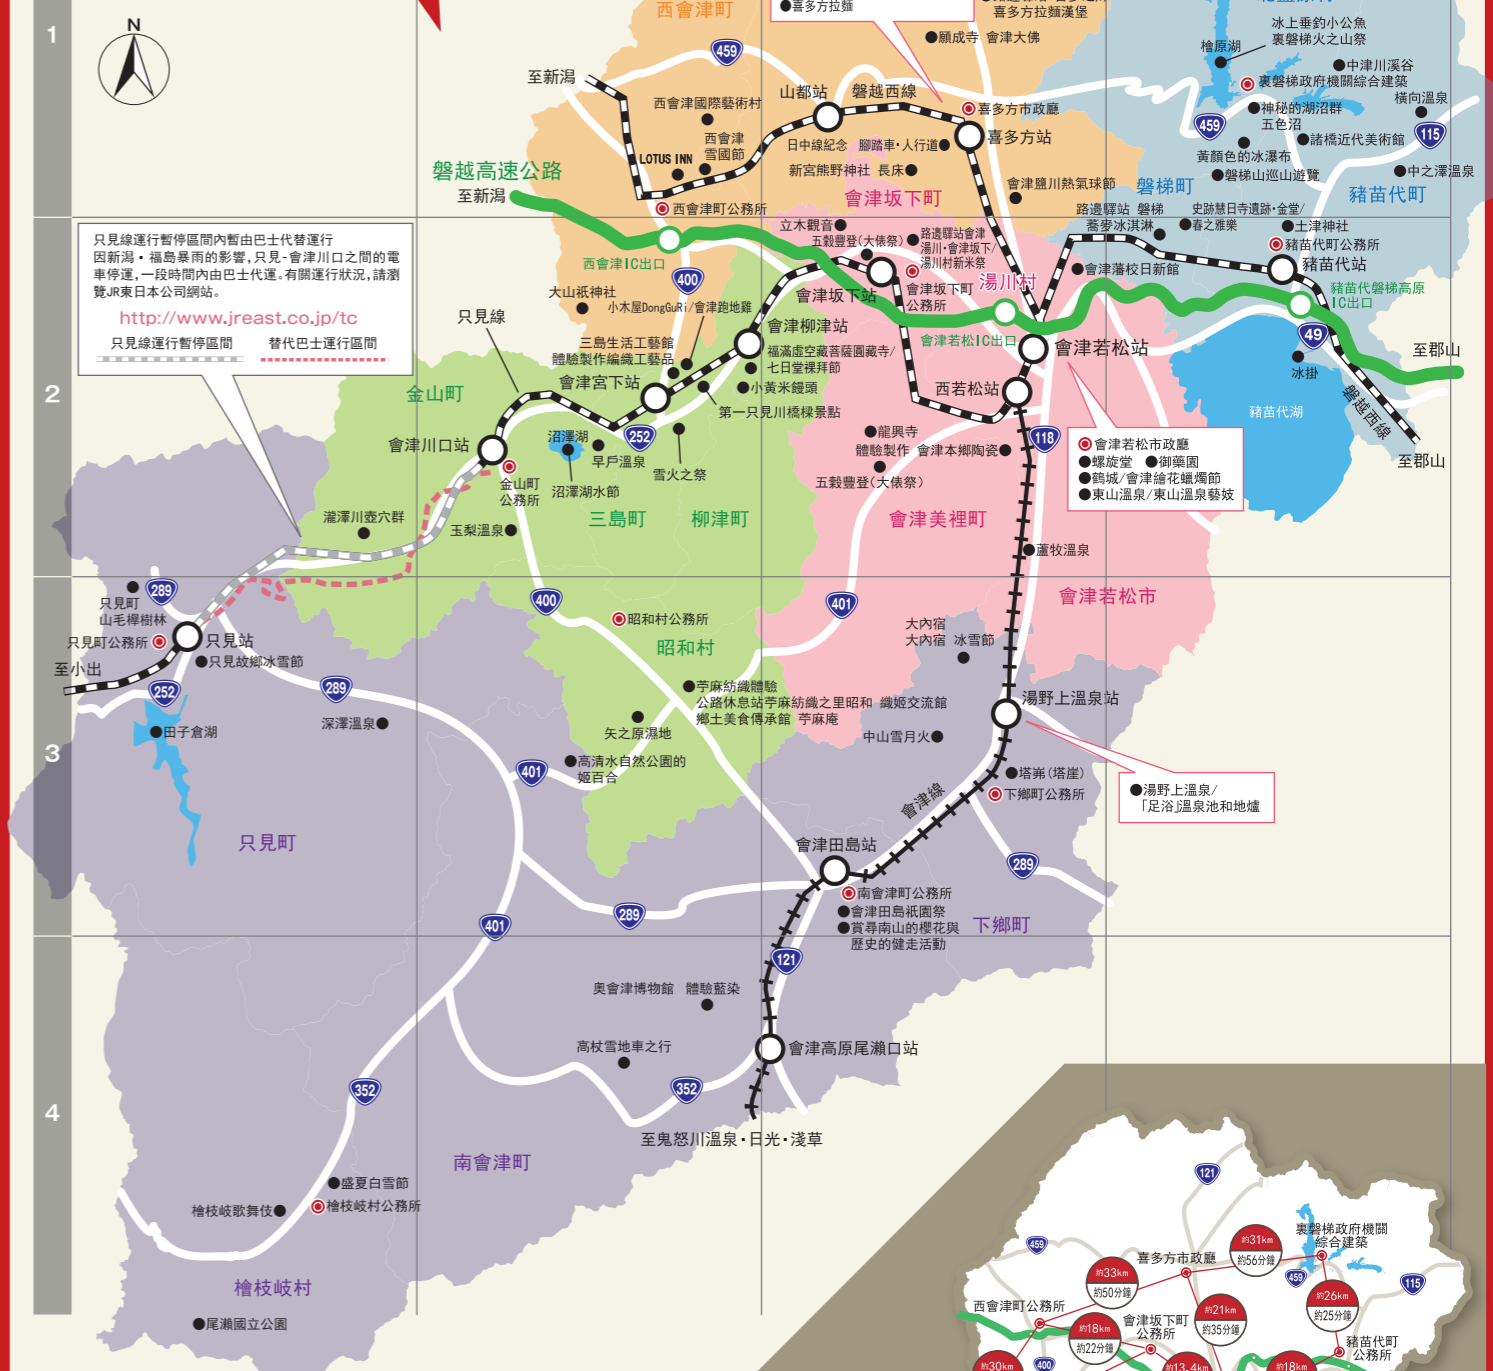 1
N
西會津町
●喜多方拉麵
喜多方拉麵漢堡
●願成寺 會津大佛
冰上垂釣小公魚
裏磐梯火之山祭
檜原湖
●中津川溪谷
裏磐梯政府機關綜合建築
橫向溫泉
●神秘的湖沼群
五色沼
459
115
●諸橋近代美術館
黃顏色的冰瀑布
●磐梯山巡山遊覽
●中之澤溫泉
豬苗代町
磐梯町
459
至新潟
山都站
磐越西線
西會津國際藝術村
喜多方市政廳
喜多方站
西會津
雪國節
LOTUS INN
日中線紀念 腳踏車·人行道●
新宮熊野神社 長床●
會津鹽川熱氣球節
磐越高速公路
至新潟
西會津町公務所
會津坂下町
路邊驛站 磐梯
蕎麥冰淇淋
史跡慧日寺遺跡·金堂/
春之雅樂
●土津神社
豬苗代町公務所
豬苗代站
立木觀音●
五穀豐登(大俵祭)
路邊驛站會津
湯川·會津坂下/
湯川村新米祭
●會津藩校日新館
西會津IC出口
400
會津坂下站
會津坂下町
公務所
湯川村
豬苗代磐梯高原
IC出口
只見線運行暫停區間內暫由巴士代替運行
因新潟·福島暴雨的影響,只見-會津川口之間的電
車停運,一段時間內由巴士代運。有關運行狀況,請瀏
覽JR東日本公司網站。
http://www.jreast.co.jp/tc
只見線運行暫停區間
替代巴士運行區間
大山祇神社
小木屋DongGuRi/會津跑地雞
只見線
會津柳津站
會津若松IC出口
會津若松站
49
至郡山
三島生活工藝館
體驗製作編織工藝品
福滿虛空藏菩薩圓藏寺/
七日堂裸拜節
冰掛
2
金山町
會津宮下站
●小黃米饅頭
西若松站
豬苗代湖
磐越西線
第一只見川橋樑景點
會津川口站
沼澤湖
252
●龍興寺
118
會津若松市政廳
至郡山
早戶溫泉
體驗製作 會津本鄉陶瓷●
●螺旋堂 ●御藥園
雪火之祭
●鶴城/會津繪花蠟燭節
金山町
公務所
沼澤湖水節
五穀豐登(大俵祭)
●東山溫泉/東山溫泉藝妓
瀧澤川壺穴群
玉梨溫泉●
三島町
柳津町
會津美裡町
●蘆牧溫泉
289
只見町
山毛櫸樹林
400
昭和村公務所
401
會津若松市
只見町公務所
只見站
昭和村
大內宿
大內宿 冰雪節
至小出
●只見故鄉冰雪節
252
289
●苧麻紡織體驗
公路休息站苧麻紡織之里昭和 織姬交流館
鄉土美食傳承館 苧麻庵
湯野上溫泉站
●田子倉湖
深澤溫泉●
矢之原濕地
中山雪月火●
3
●高清水自然公園的
姬百合
401
●塔崩(塔崖)
下鄉町公務所
●湯野上溫泉/
「足浴」溫泉池和地爐
會津線
只見町
會津田島站
289
南會津町公務所
●會津田島祇園祭
●賞尋南山的櫻花與
歷史的健走活動
289
401
下鄉町
121
奧會津博物館 體驗藍染
高杖雪地車之行
會津高原尾瀨口站
4
352
352
至鬼怒川溫泉·日光·淺草
南會津町
●盛夏白雪節
檜枝岐歌舞伎●
檜枝岐村公務所
檜枝岐村
●尾瀨國立公園
121
459
約31km
約56分鐘
裏磐梯政府機關
綜合建築
喜多方市政廳
約33km
約50分鐘
459
115
西會津町公務所
約26km
約25分鐘
約21km
約35分鐘
約18km
約22分鐘
會津坂下町
公務所
豬苗代町
公務所
約30km
400
約13.4km
約18km